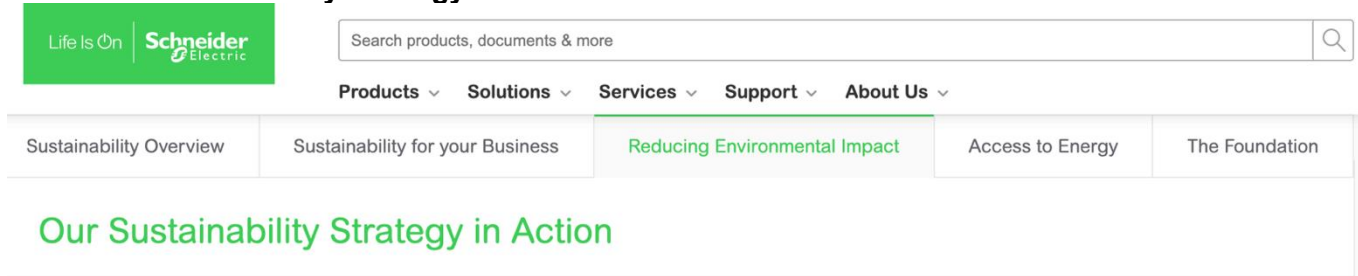 Life Is On Schneider Electric
Search products, documents & more
Products Solutions Services Support About Us
Sustainability Overview Sustainability for your Business Reducing Environmental Impact Access to Energy The Foundation
Our Sustainability Strategy in Action